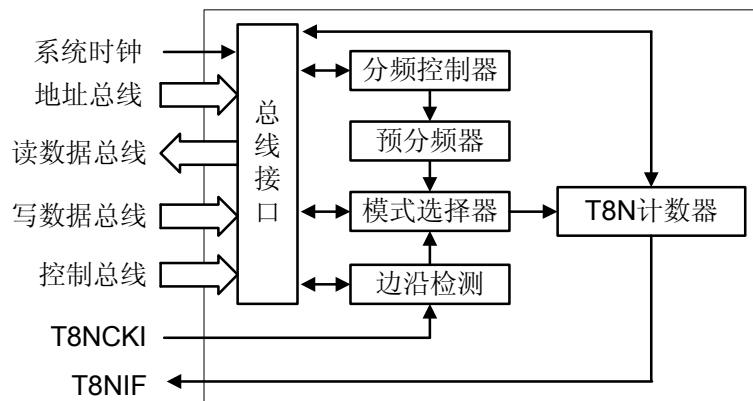 系统时钟
地址总线
读数据总线
写数据总线
控制总线
T8NCKI
T8NIF
总线接口
分频控制器
预分频器
模式选择器
边沿检测
T8N计数器